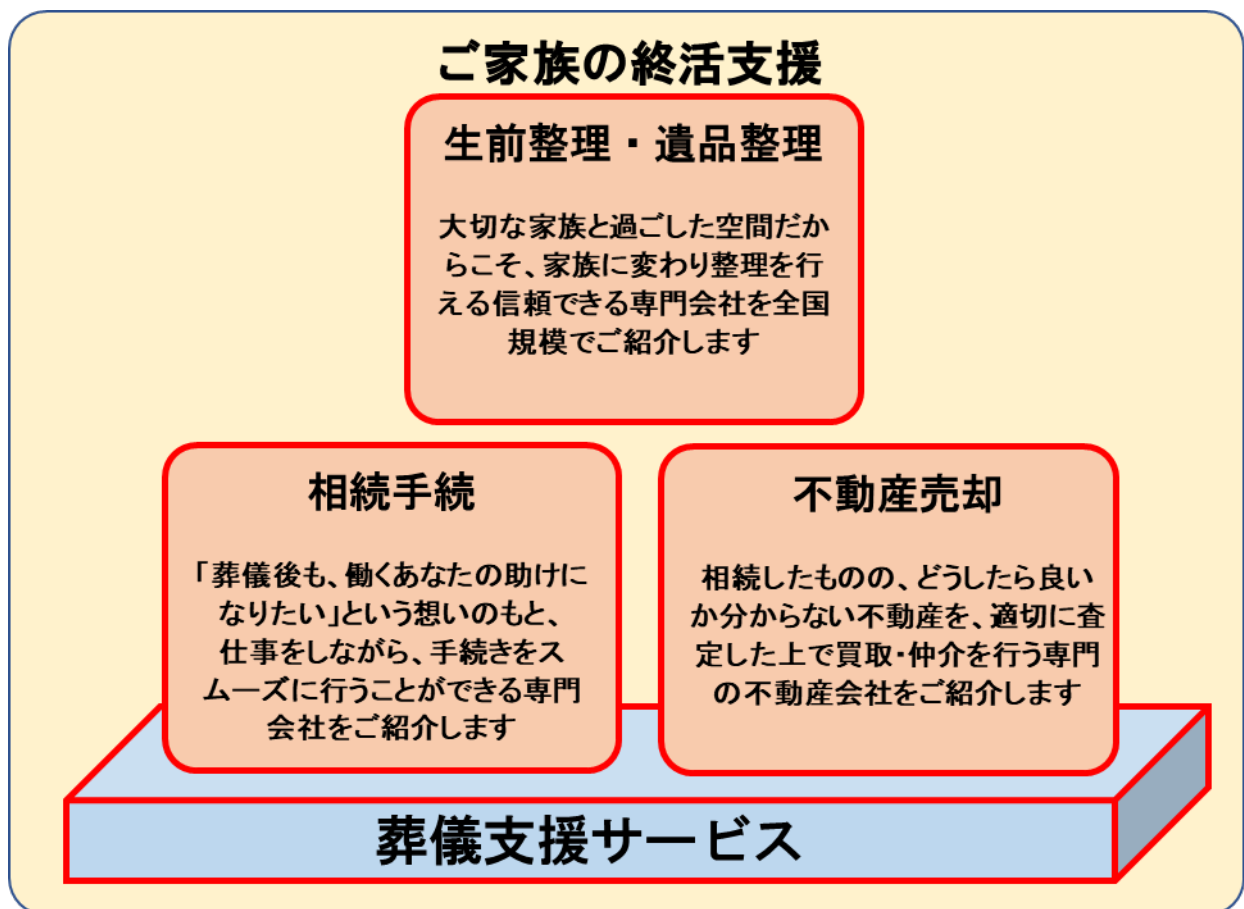 ご家族の終活支援
生前整理・遺品整理
大切な家族と過ごした空間だか
らこそ、家族に変わり整理を行
える信頼できる専門会社を全国
規模でご紹介します
相続手続
「葬儀後も、働くあなたの助けに
なりたい」という想いのもと、
仕事をしながら、手続きをス
ムーズに行うことができる専門
会社をご紹介します
不動産売却
相続したものの、どうしたら良い
か分からない不動産を、適切に査
定した上で買取・仲介を行う専門
の不動産会社をご紹介します
葬儀支援サービス